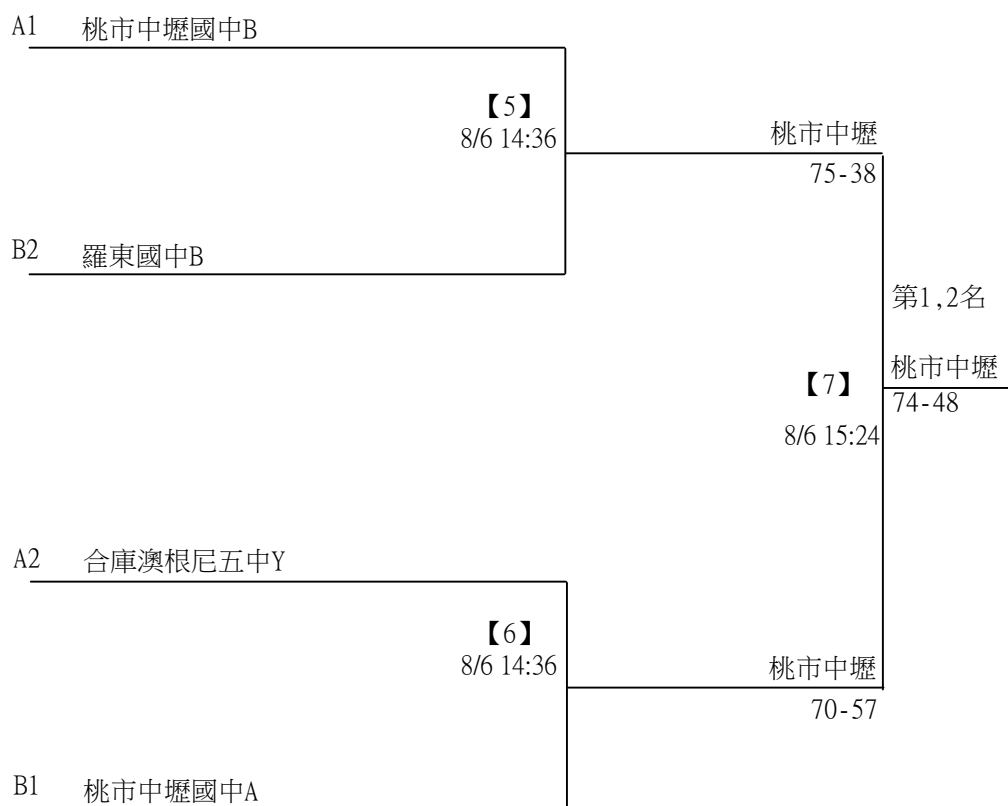 A1 桃市中壢國中B
【5】
8/6 14:36
桃市中壢
75-38
B2 羅東國中B
第1,2名
桃市中壢
【7】
74-48
8/6 15:24
A2 合庫澳根尼五中Y
【6】
8/6 14:36
桃市中壢
70-57
B1 桃市中壢國中A